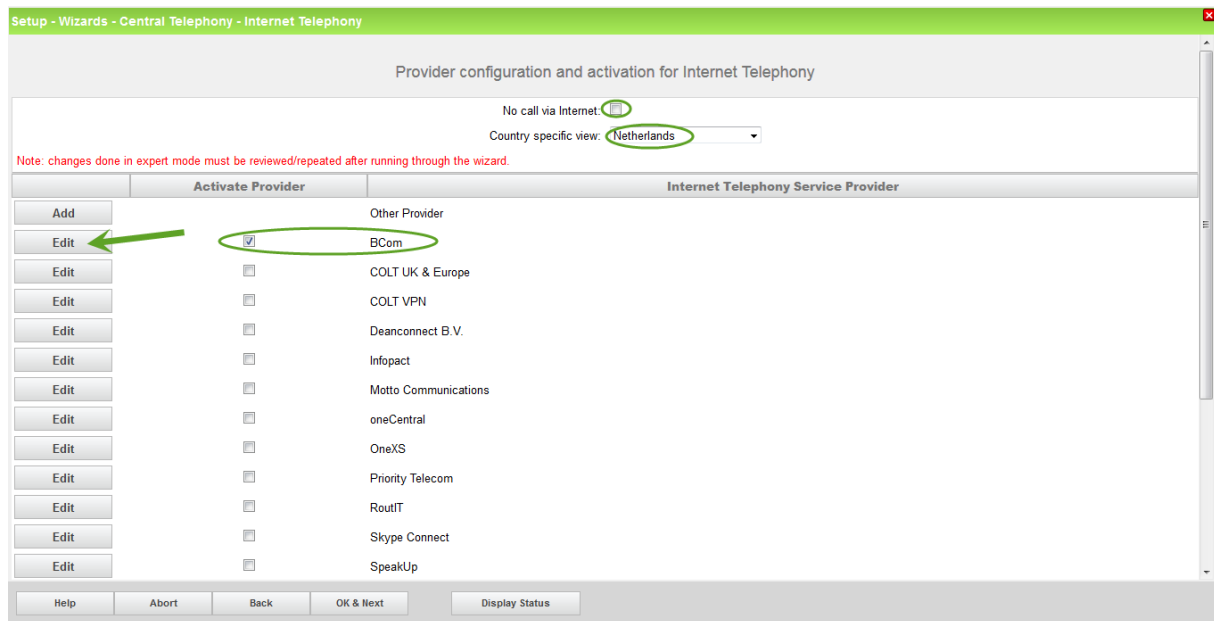 Setup - Wizards - Central Telephony - Internet Telephony
Provider configuration and activation for Internet Telephony
No call via Internet:
Country specific view: Netherlands
Note: changes done in expert mode must be reviewed/repeated after running through the wizard.
Activate Provider Internet Telephony Service Provider
Add Other Provider
Edit BCom
Edit COLT UK & Europe
Edit COLT VPN
Edit Deanconnect B.V.
Edit Infopact
Edit Motto Communications
Edit oneCentral
Edit OneXS
Edit Priority Telecom
Edit RoutIT
Edit Skype Connect
Edit SpeakUp
Help Abort Back OK & Next Display Status